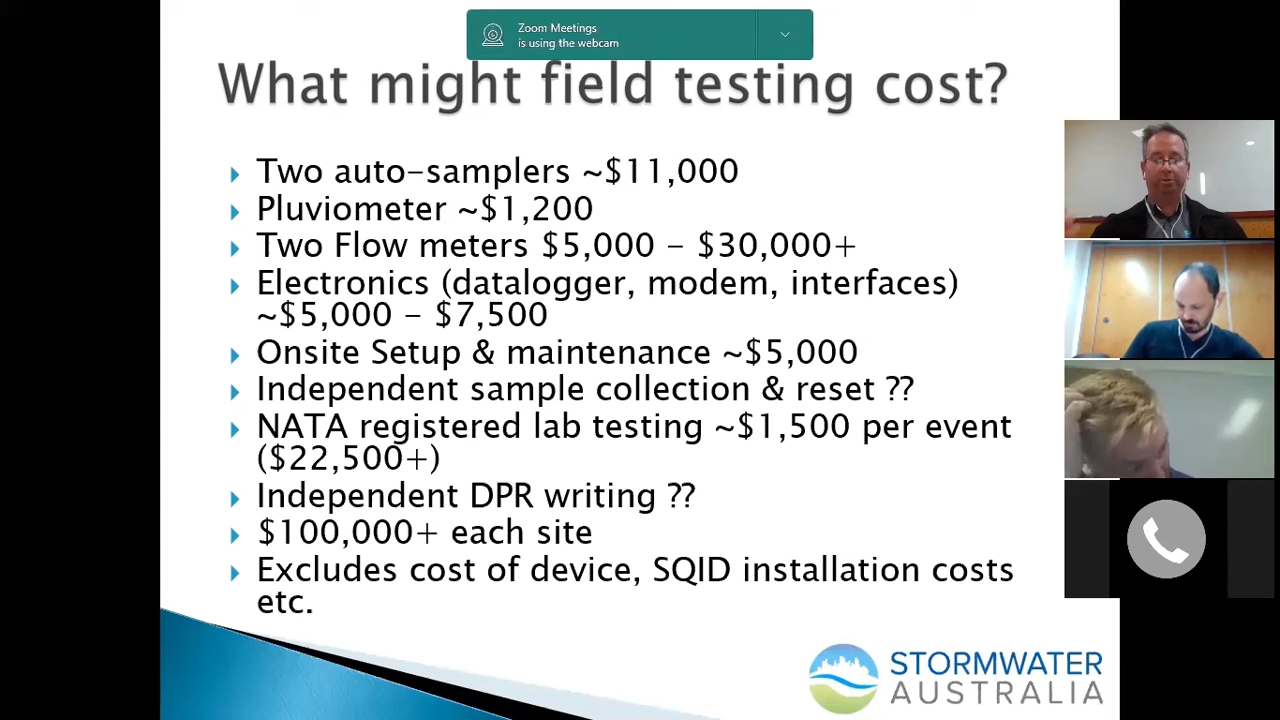 Zoom Meetings
is using the webcam
What might field testing cost?
Two auto-samplers ~$11,000
Pluviometer ~$1,200
Two Flow meters $5,000 – $30,000+
Electronics (datalogger, modem, interfaces)
~$5,000 – $7,500
Onsite Setup & maintenance ~$5,000
Independent sample collection & reset ??
NATA registered lab testing ~$1,500 per event
($22,500+)
Independent DPR writing ??
$100,000+ each site
Excludes cost of device, SQID installation costs
etc.
STORMWATER
AUSTRALIA